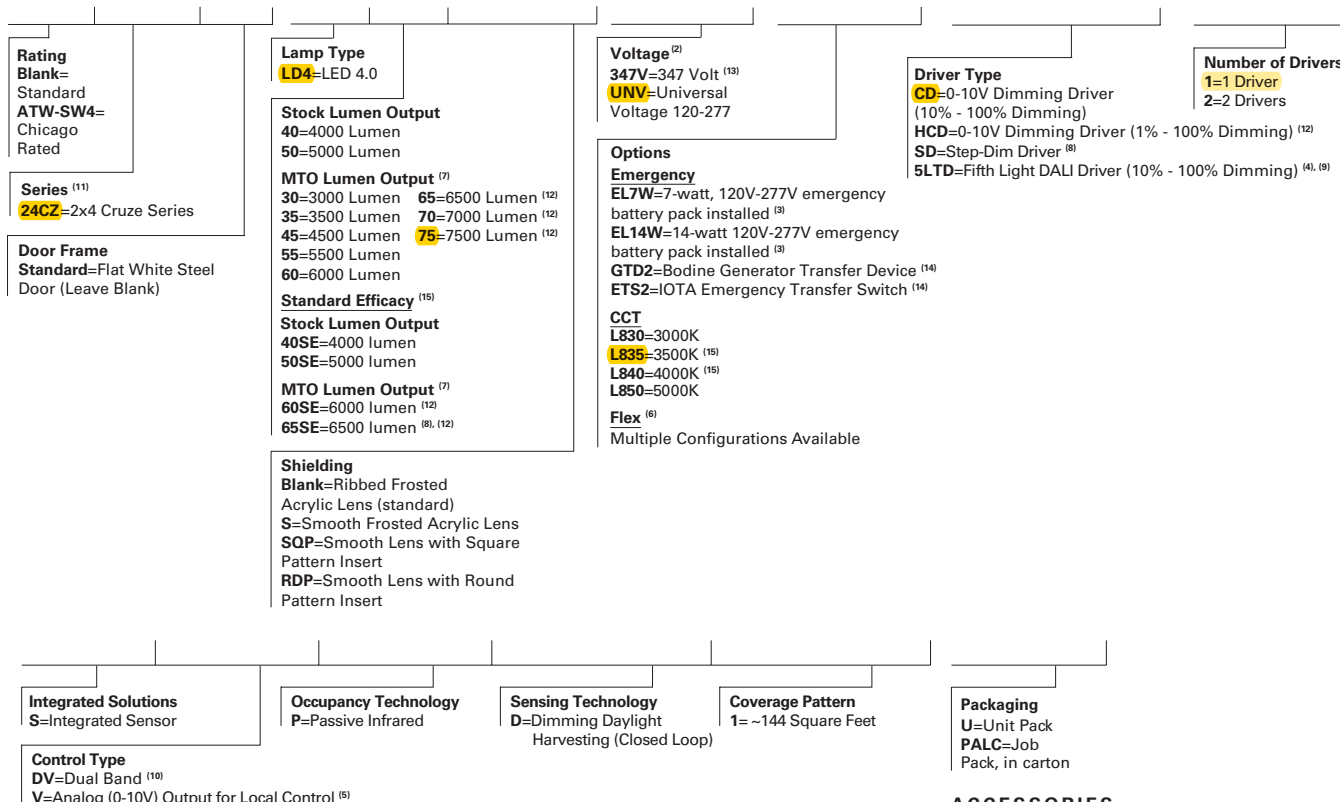 Rating
Blank=
Standard
ATW-SW4=
Chicago
Rated
Series (11)
24CZ=2x4 Cruze Series
Door Frame
Standard=Flat White Steel
Door (Leave Blank)
Lamp Type
LD4=LED 4.0
Stock Lumen Output
40=4000 Lumen
50=5000 Lumen
MTO Lumen Output (7)
30=3000 Lumen 65=6500 Lumen (12)
35=3500 Lumen 70=7000 Lumen (12)
45=4500 Lumen 75=7500 Lumen (12)
55=5500 Lumen
60=6000 Lumen
Standard Efficacy (15)
Stock Lumen Output
40SE=4000 lumen
50SE=5000 lumen
MTO Lumen Output (7)
60SE=6000 lumen (12)
65SE=6500 lumen (8), (12)
Shielding
Blank=Ribbed Frosted
Acrylic Lens (standard)
S=Smooth Frosted Acrylic Lens
SQP=Smooth Lens with Square
Pattern Insert
RDP=Smooth Lens with Round
Pattern Insert
Voltage (2)
347V=347 Volt (13)
UNV=Universal
Voltage 120-277
Options
Emergency
EL7W=7-watt, 120V-277V emergency
battery pack installed (3)
EL14W=14-watt 120V-277V emergency
battery pack installed (3)
GTD2=Bodine Generator Transfer Device (14)
ETS2=IOTA Emergency Transfer Switch (14)
CCT
L830=3000K
L835=3500K (15)
L840=4000K (15)
L850=5000K
Flex (6)
Multiple Configurations Available
Driver Type
CD=0-10V Dimming Driver
(10% - 100% Dimming)
HCD=0-10V Dimming Driver (1% - 100% Dimming) (12)
SD=Step-Dim Driver (8)
5LTD=Fifth Light DALI Driver (10% - 100% Dimming) (4), (9)
Number of Drivers
1=1 Driver
2=2 Drivers
Integrated Solutions
S=Integrated Sensor
Control Type
DV=Dual Band (10)
V=Analog (0-10V) Output for Local Control (5)
Occupancy Technology
P=Passive Infrared
Sensing Technology
D=Dimming Daylight
Harvesting (Closed Loop)
Coverage Pattern
1= ~144 Square Feet
Packaging
U=Unit Pack
PALC=Job
Pack, in carton
ACCESSORIES